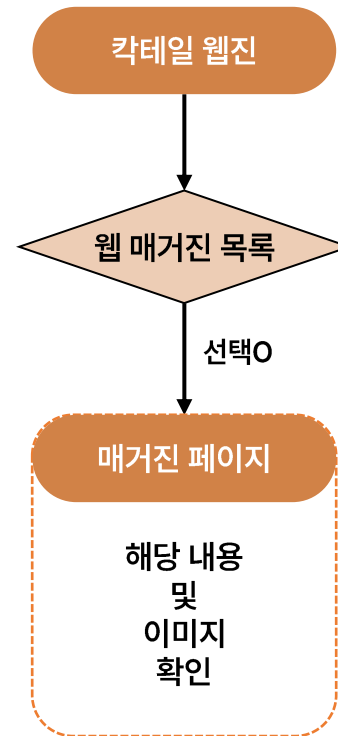 칵테일 웹진
웹 매거진 목록
선택O
매거진 페이지
해당 내용
및
이미지
확인